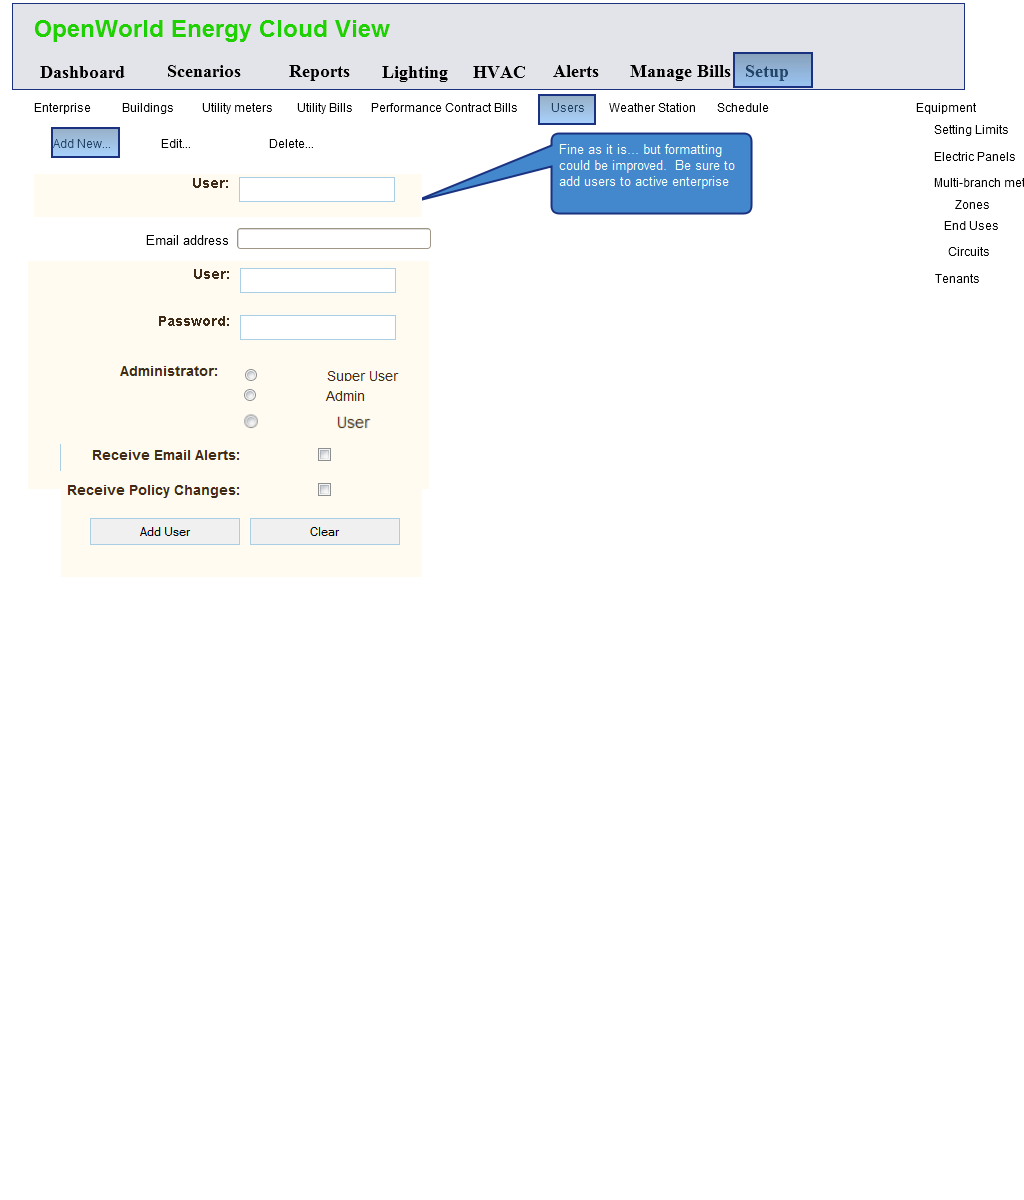 OpenWorld Energy Cloud View
Dashboard Scenarios Reports Lighting HVAC Alerts Manage Bills Setup
Enterprise Buildings Utility meters Utility Bills Performance Contract Bills Users Weather Station Schedule Equipment
Setting Limits
Electric Panels
Multi-branch met
Zones
End Uses
Circuits
Tenants
Add New... Edit... Delete...
Fine as it is... but formatting
could be improved. Be sure to
add users to active enterprise
User:
Email address
User:
Password:
Administrator: Super User
Admin
User
Receive Email Alerts:
Receive Policy Changes:
Add User Clear